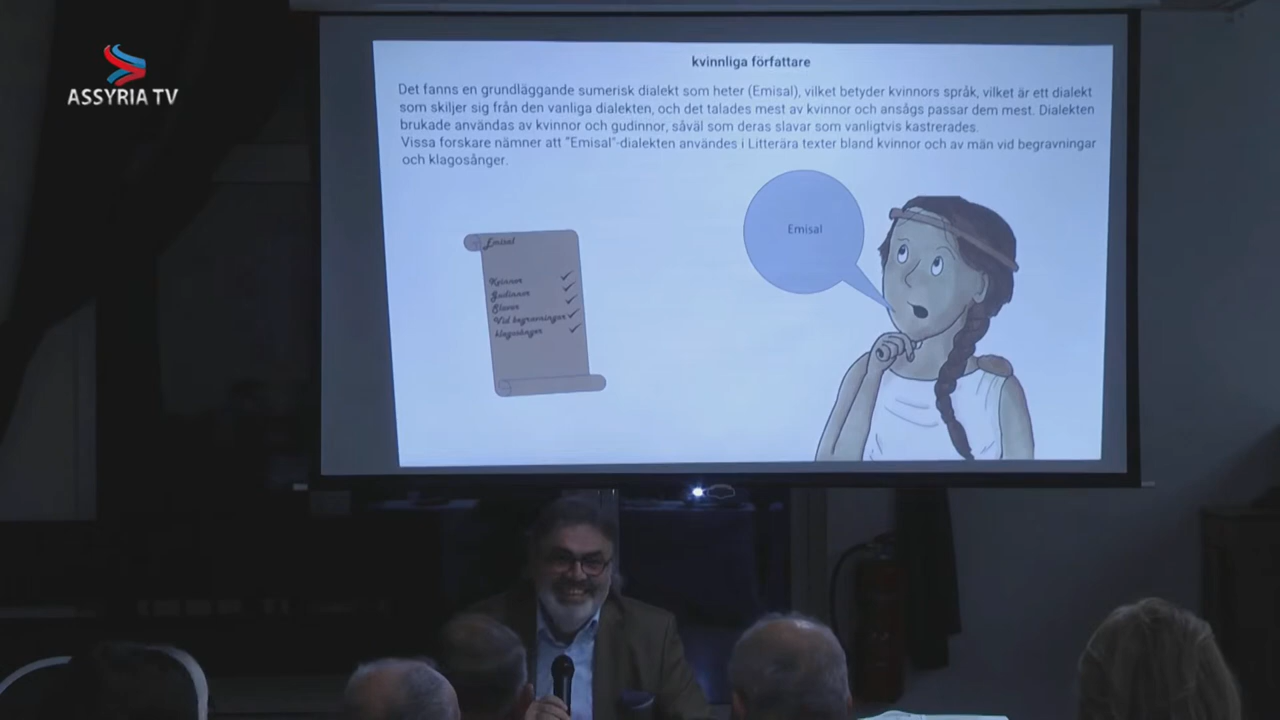 ASSYRIA TV
kvinnliga författare
Det fanns en grundläggande sumerisk dialekt som heter (Emisal), vilket betyder kvinnors språk, vilket är ett dialekt
som skiljer sig från den vanliga dialekten, och det talades mest av kvinnor och ansågs passar dem mest. Dialekten
brukade användas av kvinnor och gudinnor, såväl som deras slavar som vanligtvis kastrerades.
Vissa forskare nämner att "Emisal"-dialekten användes i Litterära texter bland kvinnor och av män vid begravningar
och klagosånger.
Emisal
Emisal
Kvinnor
Gudinnor
Slavar
Vid begravningar
klagosånger